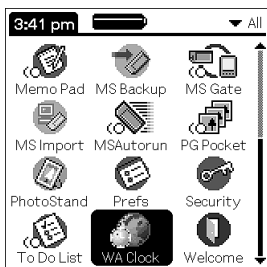 3:41 pm All
Memo Pad MS Backup MS Gate
MS Import MSAutorun PG Pocket
PhotoStand Prefs Security
To Do List WA Clock Welcome